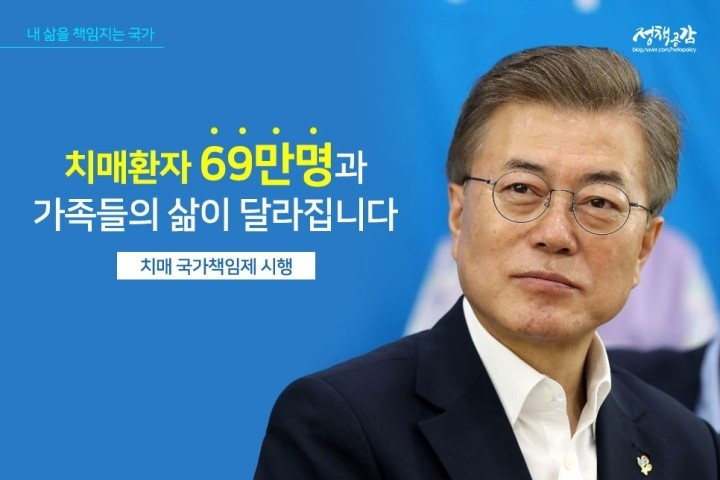 내 삶을 책임지는 국가
정책공감
blog.naver.com/hellopolicy
치매환자 69만명과
가족들의 삶이 달라집니다
치매 국가책임제 시행